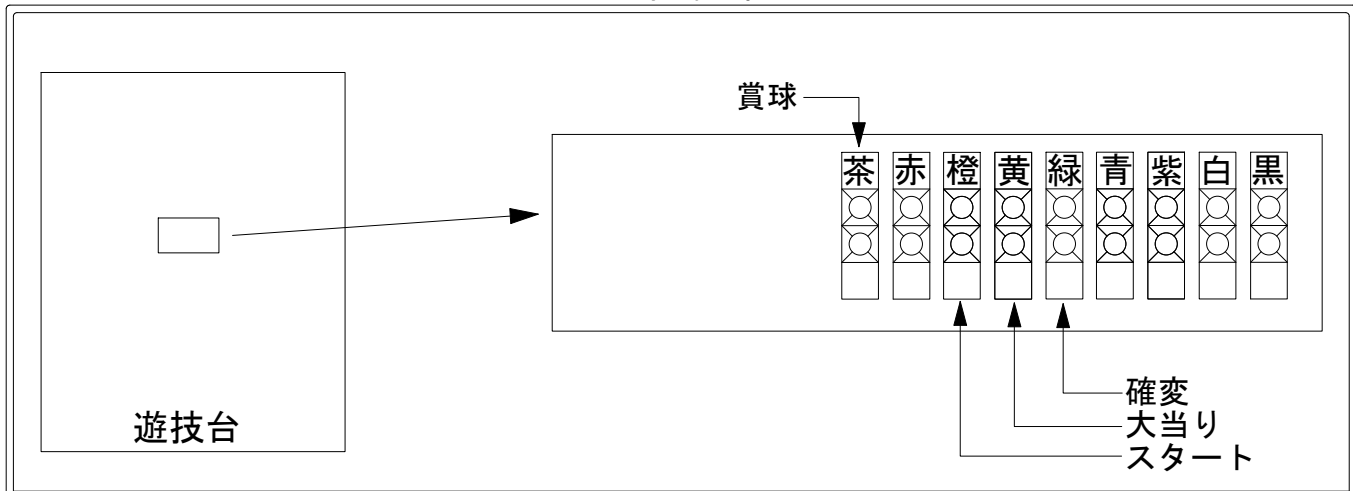 賞球
茶 赤 橙 黄 緑 青 紫 白 黒
確変
大当り
スタート
遊技台